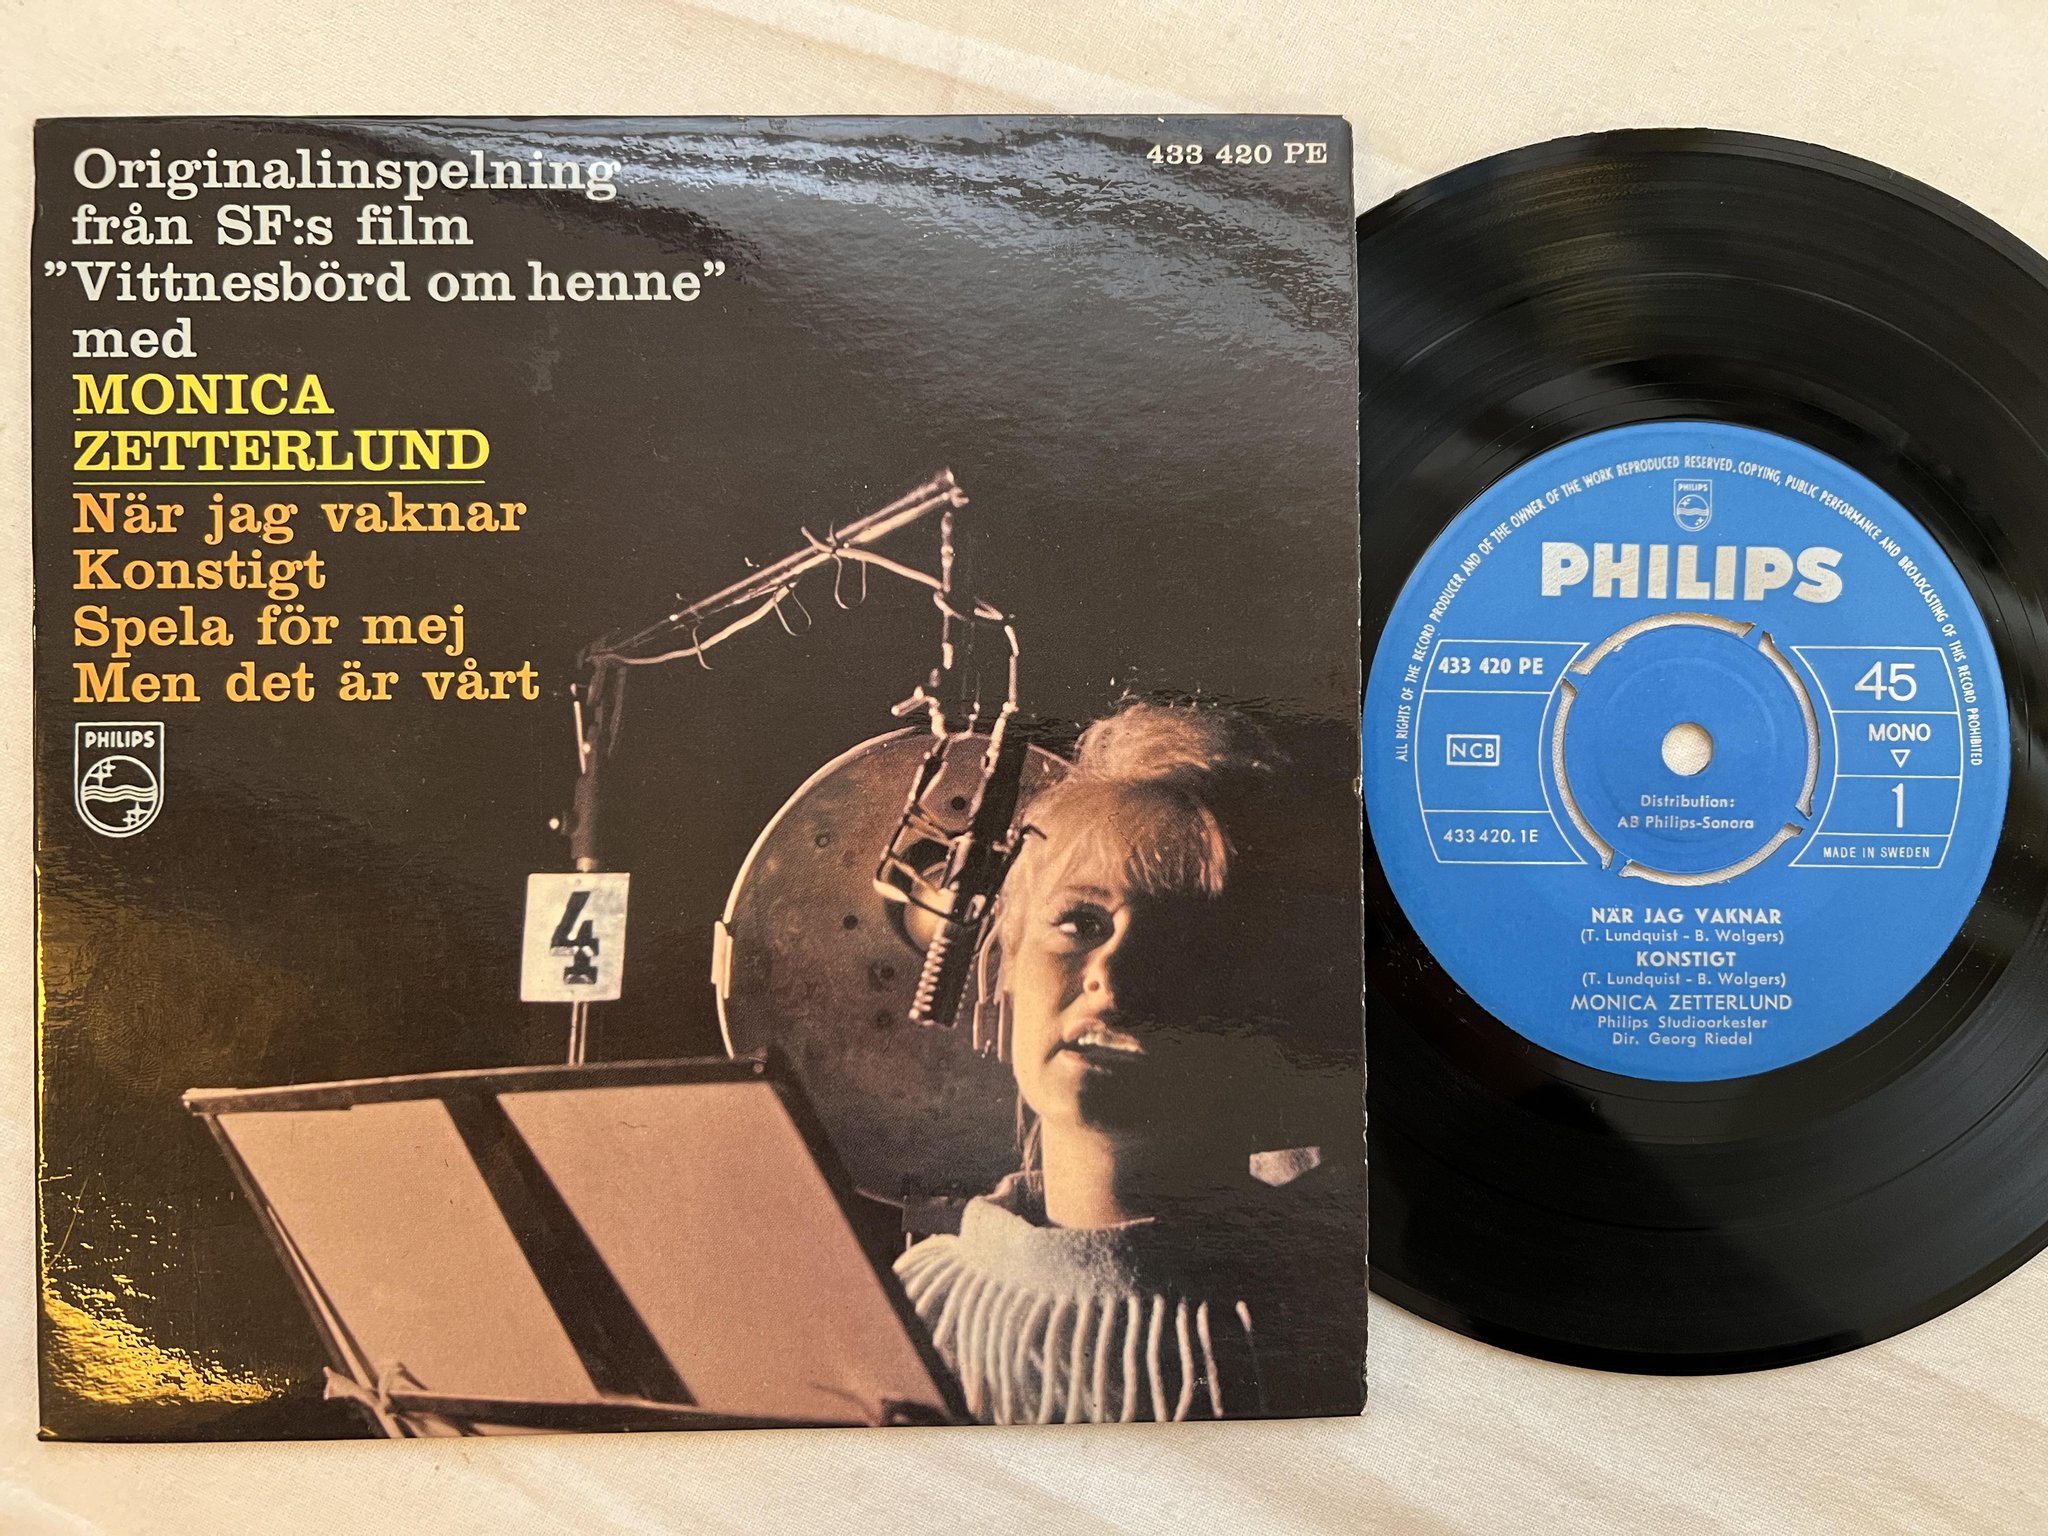 Originalinspelning
från SF:s film
”Vittnesbörd om henne”
med
MONICA
ZETTERLUND
När jag vaknar
Konstigt
Spela för mej
Men det är vårt
PHILIPS
433 420 PE
4
ALL RIGHTS OF THE RECORD PRODUCER AND OF THE OWNER OF THE WORK REPRODUCED RESERVED. COPYING, PUBLIC PERFORMANCE AND BROADCASTING OF THIS RECORD PROHIBITED
PHILIPS
PHILIPS
433 420 PE
NCB
433 420. 1E
45
MONO
1
MADE IN SWEDEN
Distribution:
AB Philips-Sonora
NÄR JAG VAKNAR
(T. Lundquist - B. Wolgers)
KONSTIGT
(T. Lundquist - B. Wolgers)
MONICA ZETTERLUND
Philips Studioorkester
Dir. Georg Riedel